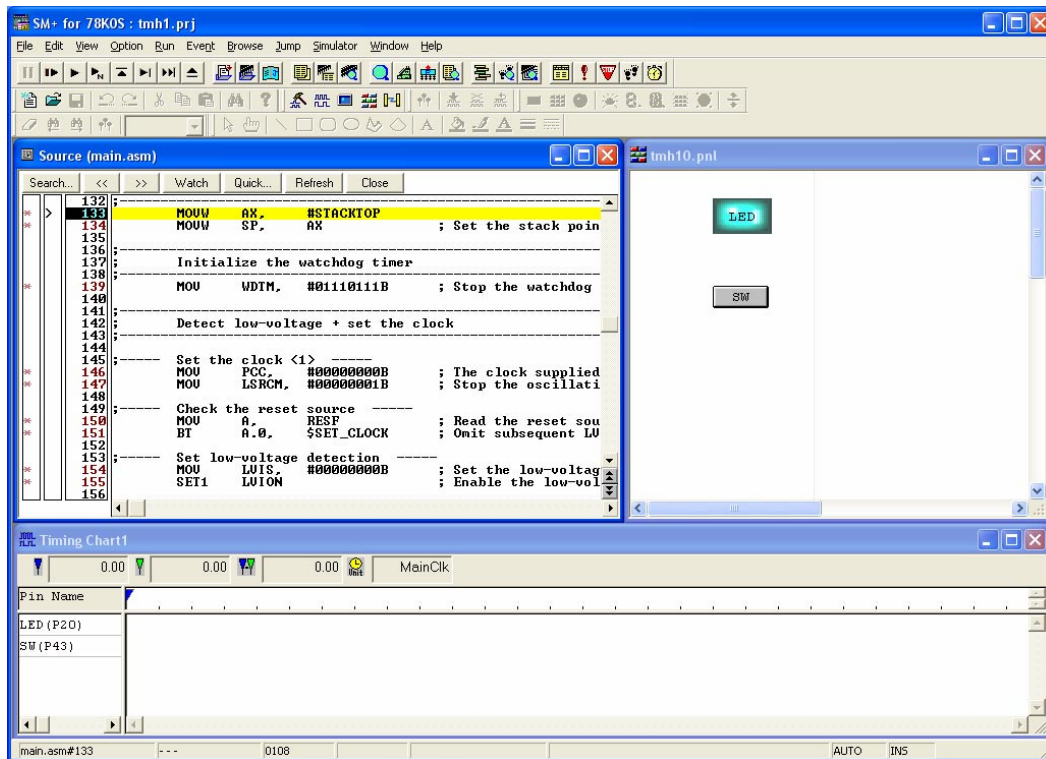 SM+ for 78K0S : tmh1.prj
File Edit View Option Run Event Browse Jump Simulator Window Help
Source (main.asm)
Search... << >> Watch Quick... Refresh Close
132 ;------------------------------------------------------------
133 MOVW AX, #STACKTOP
134 MOVW SP, AX ; Set the stack poin
135
136 ;------------------------------------------------------------
137 ; Initialize the watchdog timer
138 ;------------------------------------------------------------
139 MOV WDTM, #01110111B ; Stop the watchdog
140
141 ;------------------------------------------------------------
142 ; Detect low-voltage + set the clock
143 ;------------------------------------------------------------
144
145 ;----- Set the clock <1> -----
146 MOV PCC, #00000000B ; The clock supplied
147 MOV LSRCM, #00000001B ; Stop the oscillati
148
149 ;----- Check the reset source -----
150 MOV A, RESF ; Read the reset sou
151 BT A.0, $SET_CLOCK ; Omit subsequent LV
152
153 ;----- Set low-voltage detection -----
154 MOV LVIS, #00000000B ; Set the low-voltag
155 SET1 LVION ; Enable the low-vol
156
tmh10.pnl
LED
SW
Timing Chart1
0.00 0.00 0.00 Unit MainClk
Pin Name
LED(P20)
SW(P43)
main.asm#133 --- 0108 AUTO INS